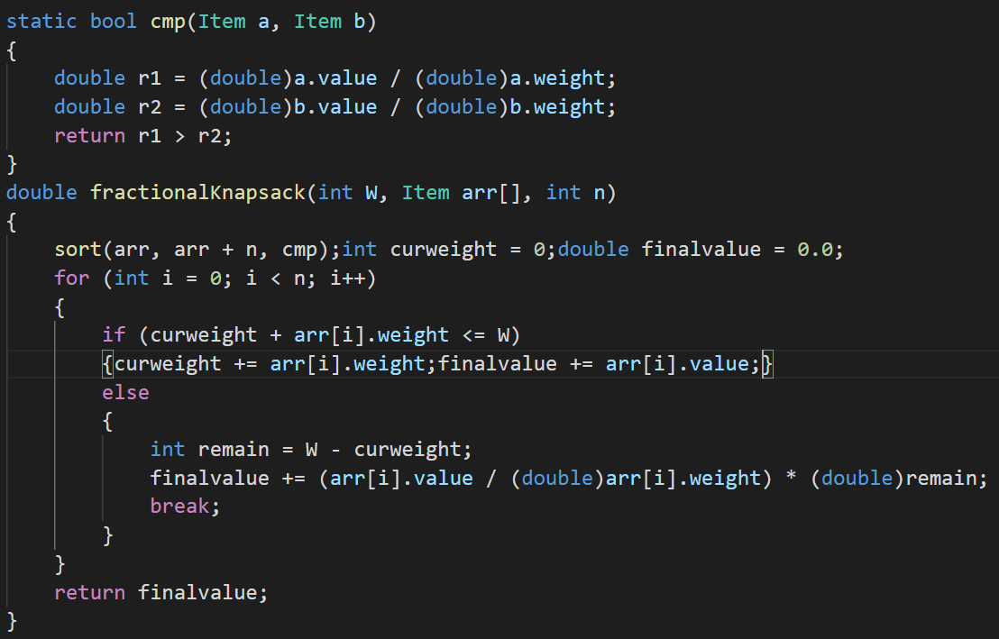 static bool cmp(Item a, Item b)
{
    double r1 = (double)a.value / (double)a.weight;
    double r2 = (double)b.value / (double)b.weight;
    return r1 > r2;
}
double fractionalKnapsack(int W, Item arr[], int n)
{
    sort(arr, arr + n, cmp);int curweight = 0;double finalvalue = 0.0;
    for (int i = 0; i < n; i++)
    {
        if (curweight + arr[i].weight <= W)
        {curweight += arr[i].weight;finalvalue += arr[i].value;}
        else
        {
            int remain = W - curweight;
            finalvalue += (arr[i].value / (double)arr[i].weight) * (double)remain;
            break;
        }
    }
    return finalvalue;
}